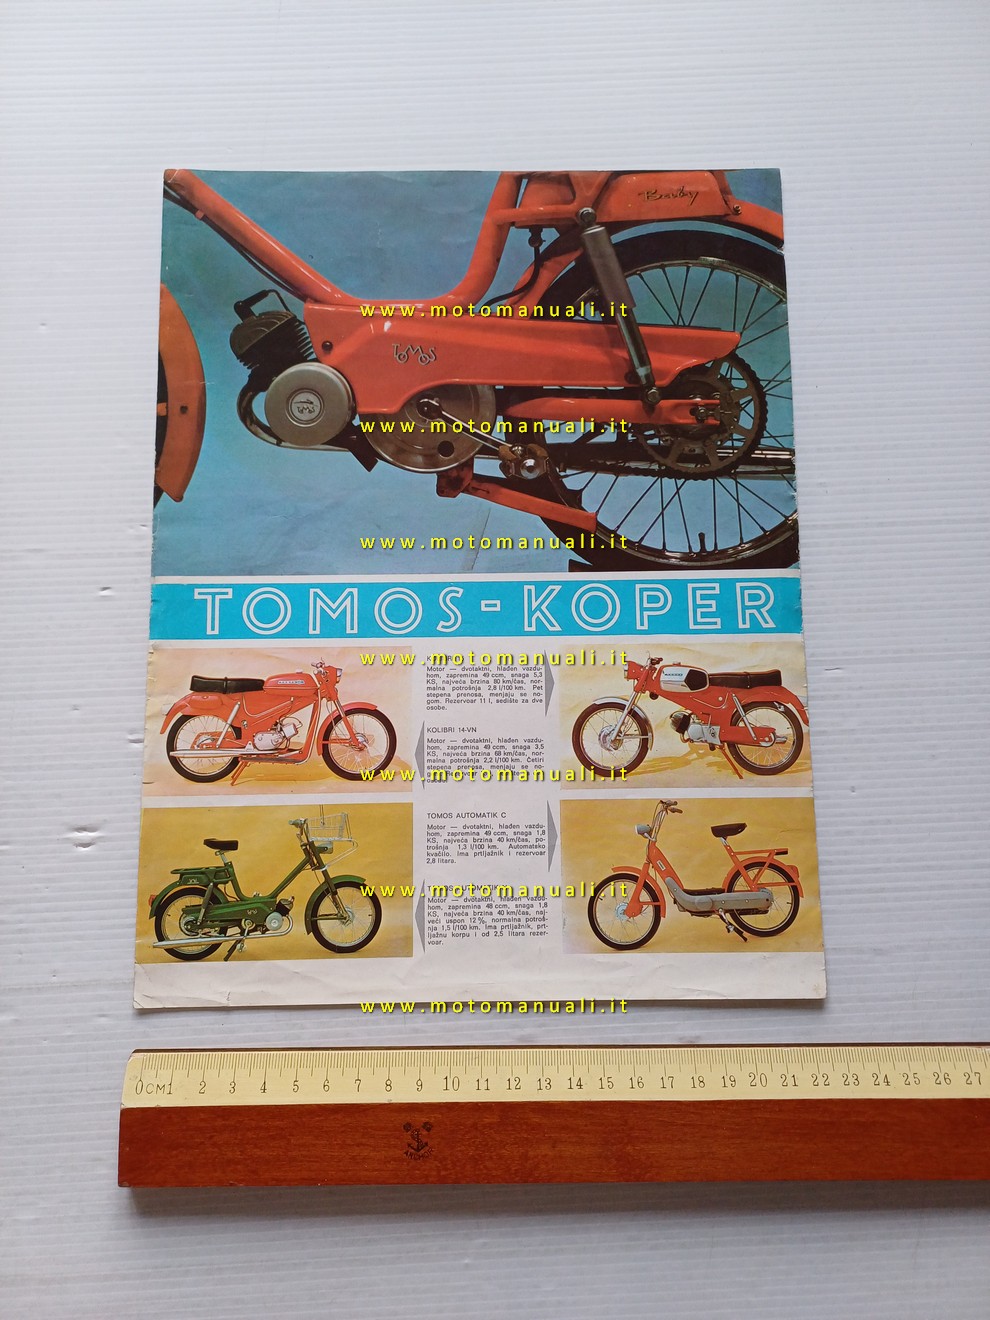 Bentley
TOMOS
TOMOS
TOMOS-KOPER
Motor — dvotaktni, hlađen vazdu-
hom, zapremina 49 ccm, snaga 5,3
KS, najveća brzina 80 km/čas, nor-
malna potrošnja 2,8 l/100 km. Pet
stepena prenosa, menjaju se no-
gom. Rezervoar 11 l, sedište za dve
osobe.
KOLIBRI 14-VN
Motor — dvotaktni, hlađen vazdu-
hom, zapremina 49 ccm, snaga 3,5
KS, najveća brzina 68 km/čas, nor-
malna potrošnja 2,2 l/100 km. Četiri
stepena prenosa, menjaju se no-
TOMOS AUTOMATIK C
Motor — dvotaktni, hlađen vazdu-
hom, zapremina 49 ccm, snaga 1,8
KS, najveća brzina 40 km/čas, po-
trošnja 1,3 l/100 km. Automatsko
kvačilo. Ima prtljažnik i rezervoar
2,8 litara.
Motor — dvotaktni, hlađen vazdu-
hom, zapremina 48 ccm, snaga 1,8
KS, najveća brzina 40 km/čas, naj-
veći uspon 12%, normalna potroš-
nja 1,5 l/100 km. Ima prtljažnik, prt-
ljažnu korpu i od 2,5 litara rezer-
voar.
www.motomanuali.it
www.motomanuali.it
www.motomanuali.it
www.motomanuali.it
www.motomanuali.it
www.motomanuali.it
www.motomanuali.it
0CM1 2 3 4 5 6 7 8 9 10 11 12 13 14 15 16 17 18 19 20 21 22 23 24 25 26 27
ANCHOR